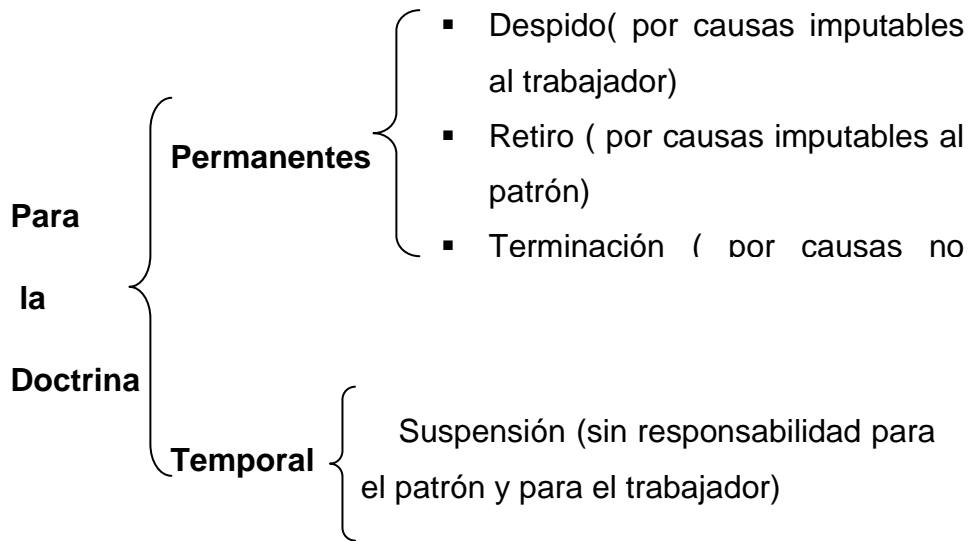 Para
la
Doctrina
Permanentes
▪ Despido( por causas imputables
al trabajador)
▪ Retiro ( por causas imputables al
patrón)
▪ Terminación ( por causas no
Temporal
Suspensión (sin responsabilidad para
el patrón y para el trabajador)